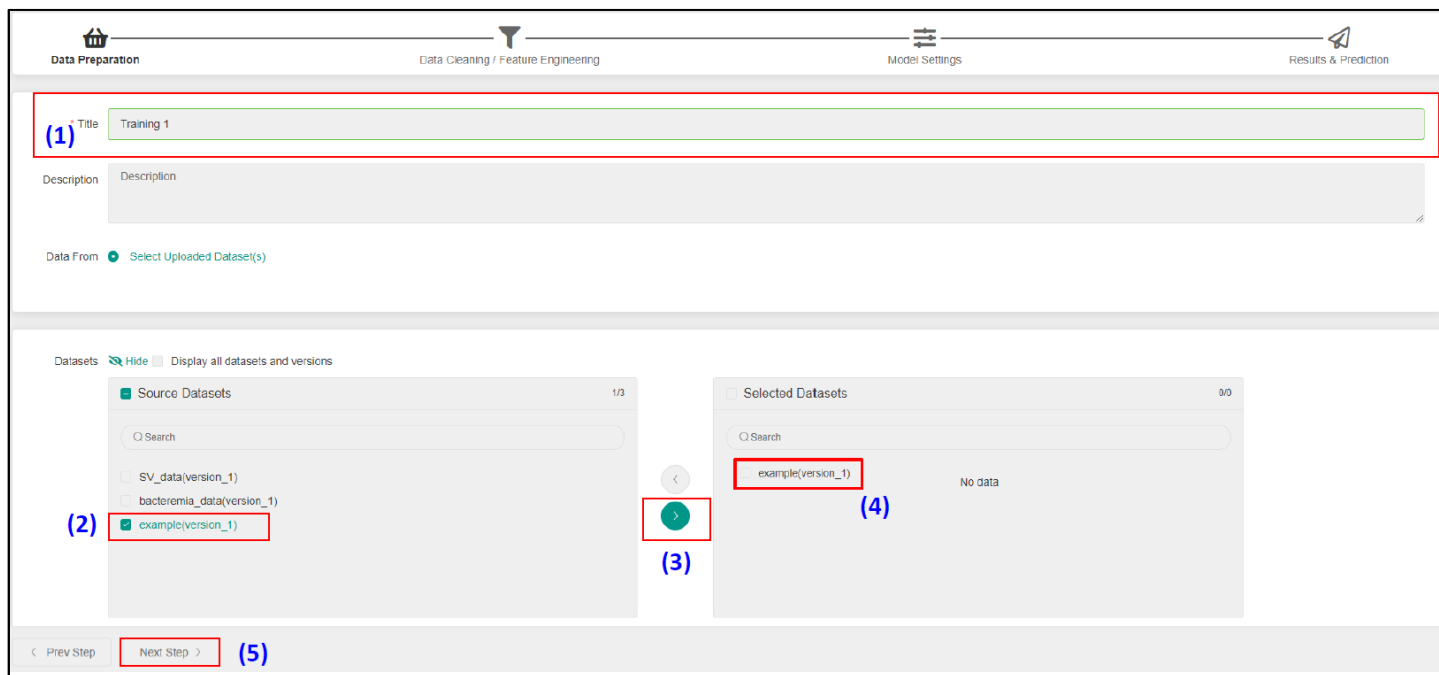 Data Preparation
Data Cleaning / Feature Engineering
Model Settings
Results & Prediction
* Title
Training 1
(1)
Description
Description
Data From
Select Uploaded Dataset(s)
Datasets
Hide
Display all datasets and versions
Source Datasets
1/3
Search
SV_data(version_1)
bacteremia_data(version_1)
(2)
example(version_1)
(3)
Selected Datasets
0/0
Search
example(version_1)
No data
(4)
Prev Step
Next Step
(5)